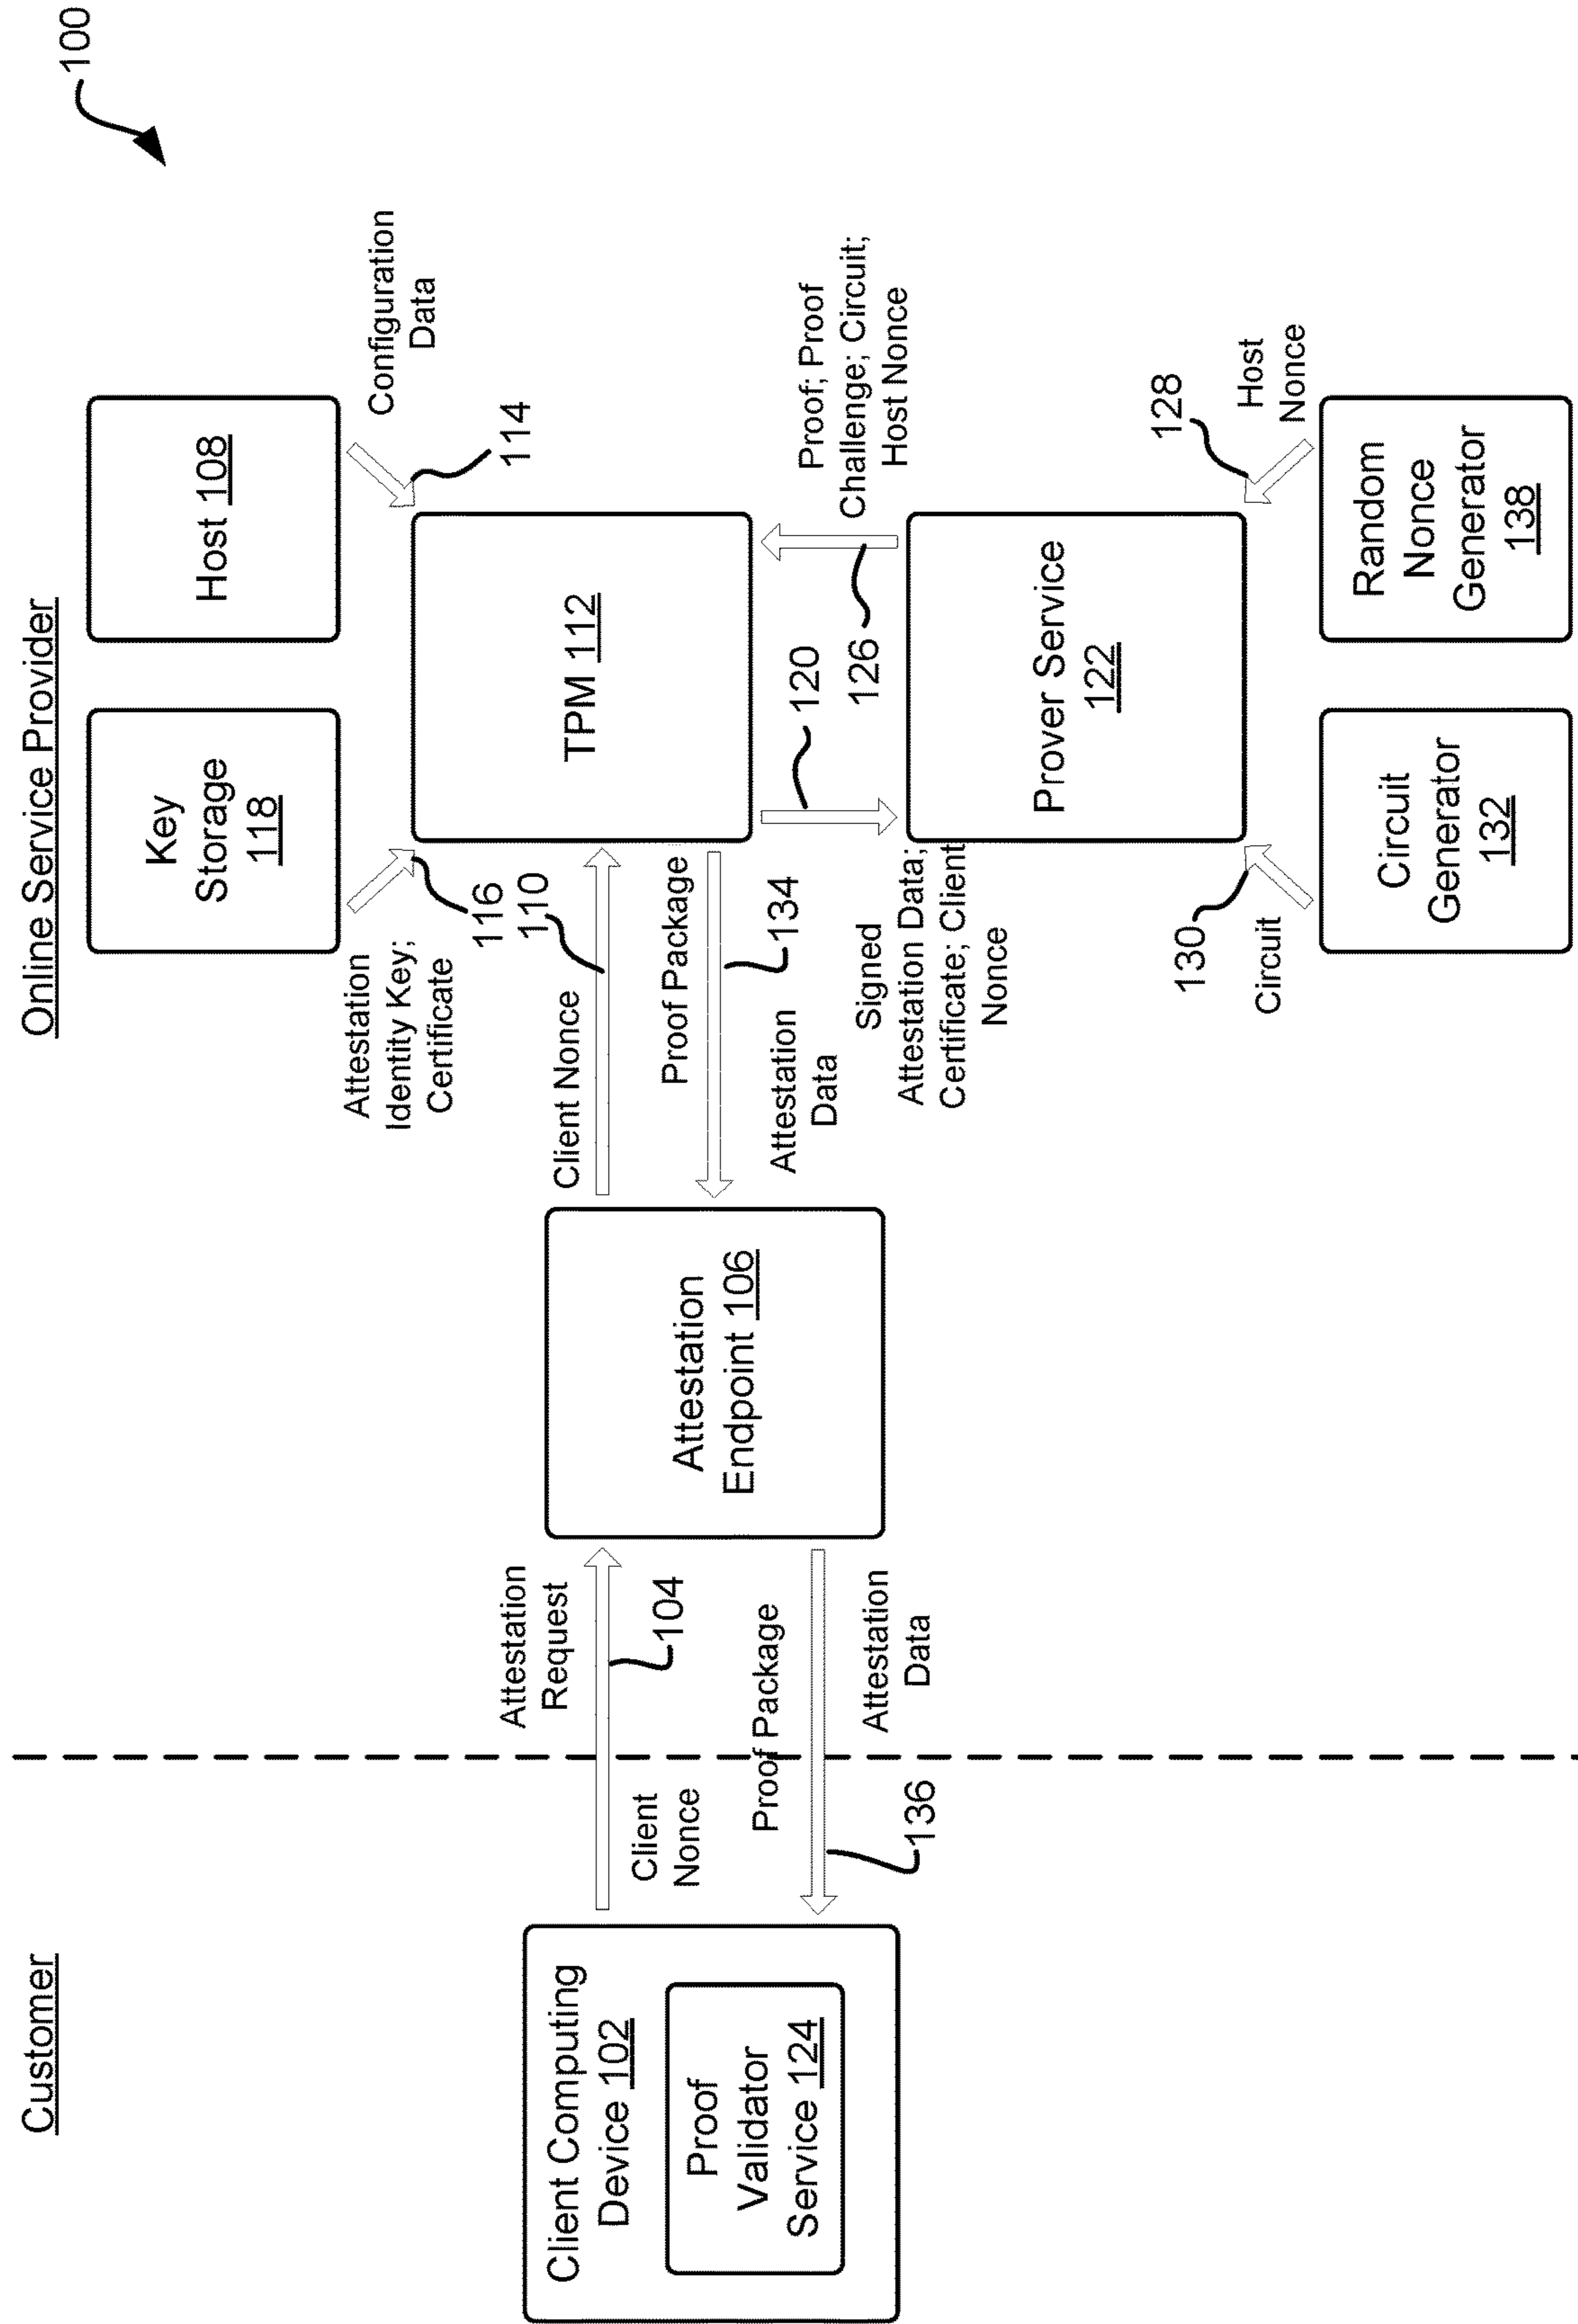 100
Customer
Online Service Provider
Key
Storage
118
Host 108
Attestation
Identity Key;
Certificate
116
Configuration
Data
114
Client Computing
Device 102
Proof
Validator
Service 124
Attestation
Request
104
Client
Nonce
Proof Package
Attestation
Data
136
Attestation
Endpoint 106
Client Nonce
110
Proof Package
134
Attestation
Data
TPM 112
120
Signed
Attestation Data;
Certificate; Client
Nonce
126
Proof; Proof
Challenge; Circuit;
Host Nonce
Prover Service
122
130
Circuit
128
Host
Nonce
Circuit
Generator
132
Random
Nonce
Generator
138